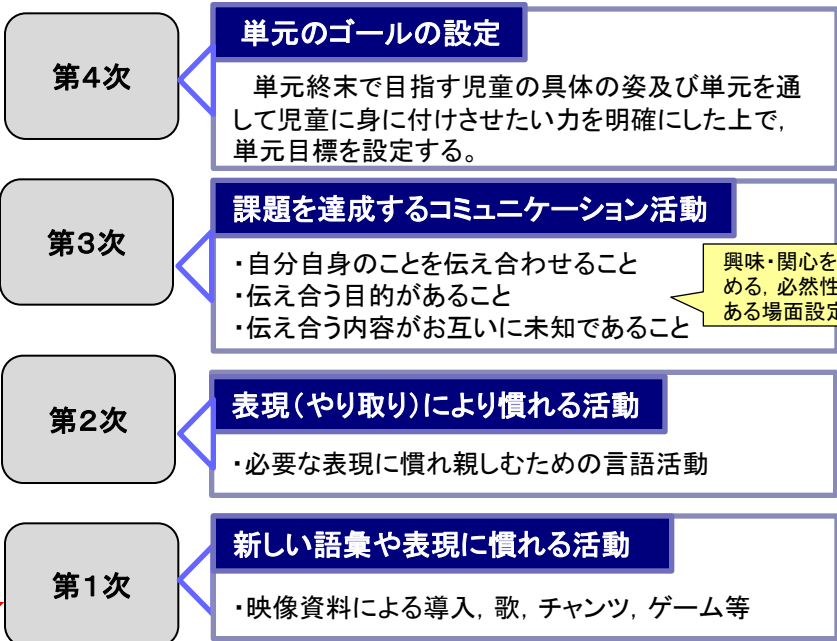 第4次
単元のゴールの設定
単元終末で目指す児童の具体の姿及び単元を通
して児童に身に付けさせたい力を明確にした上で，
単元目標を設定する。
第3次
課題を達成するコミュニケーション活動
・自分自身のことを伝え合わせること
・伝え合う目的があること
・伝え合う内容がお互いに未知であること
興味・関心を
める，必然性
ある場面設定
第2次
表現（やり取り）により慣れる活動
・必要な表現に慣れ親しむための言語活動
第1次
新しい語彙や表現に慣れる活動
・映像資料による導入，歌，チャンツ，ゲーム等